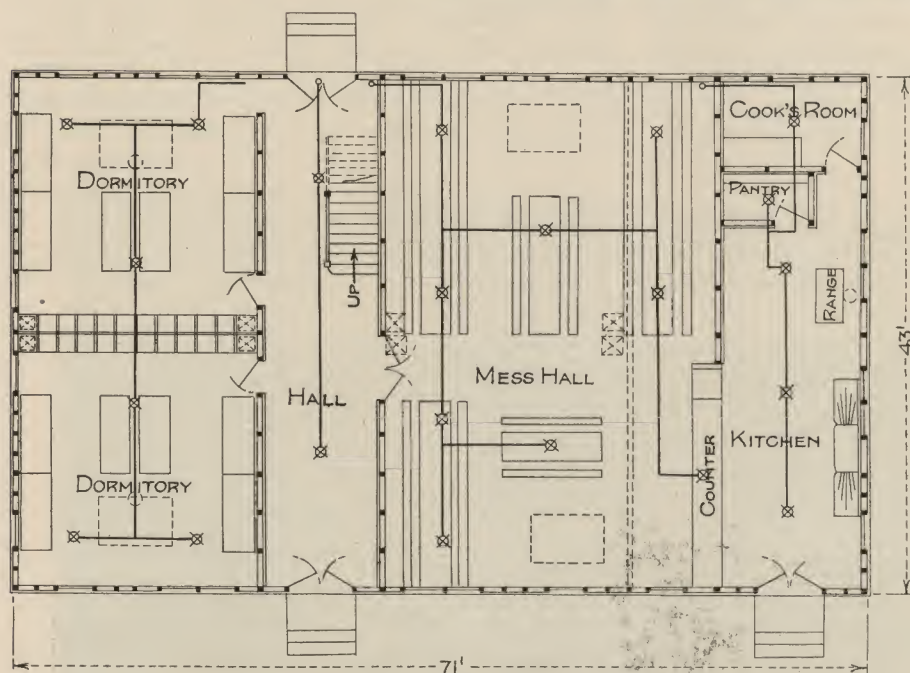 COOK'S ROOM
DORMITORY
PANTRY
RANGE
UP
43'
MESS HALL
HALL
KITCHEN
COUNTER
DORMITORY
71'